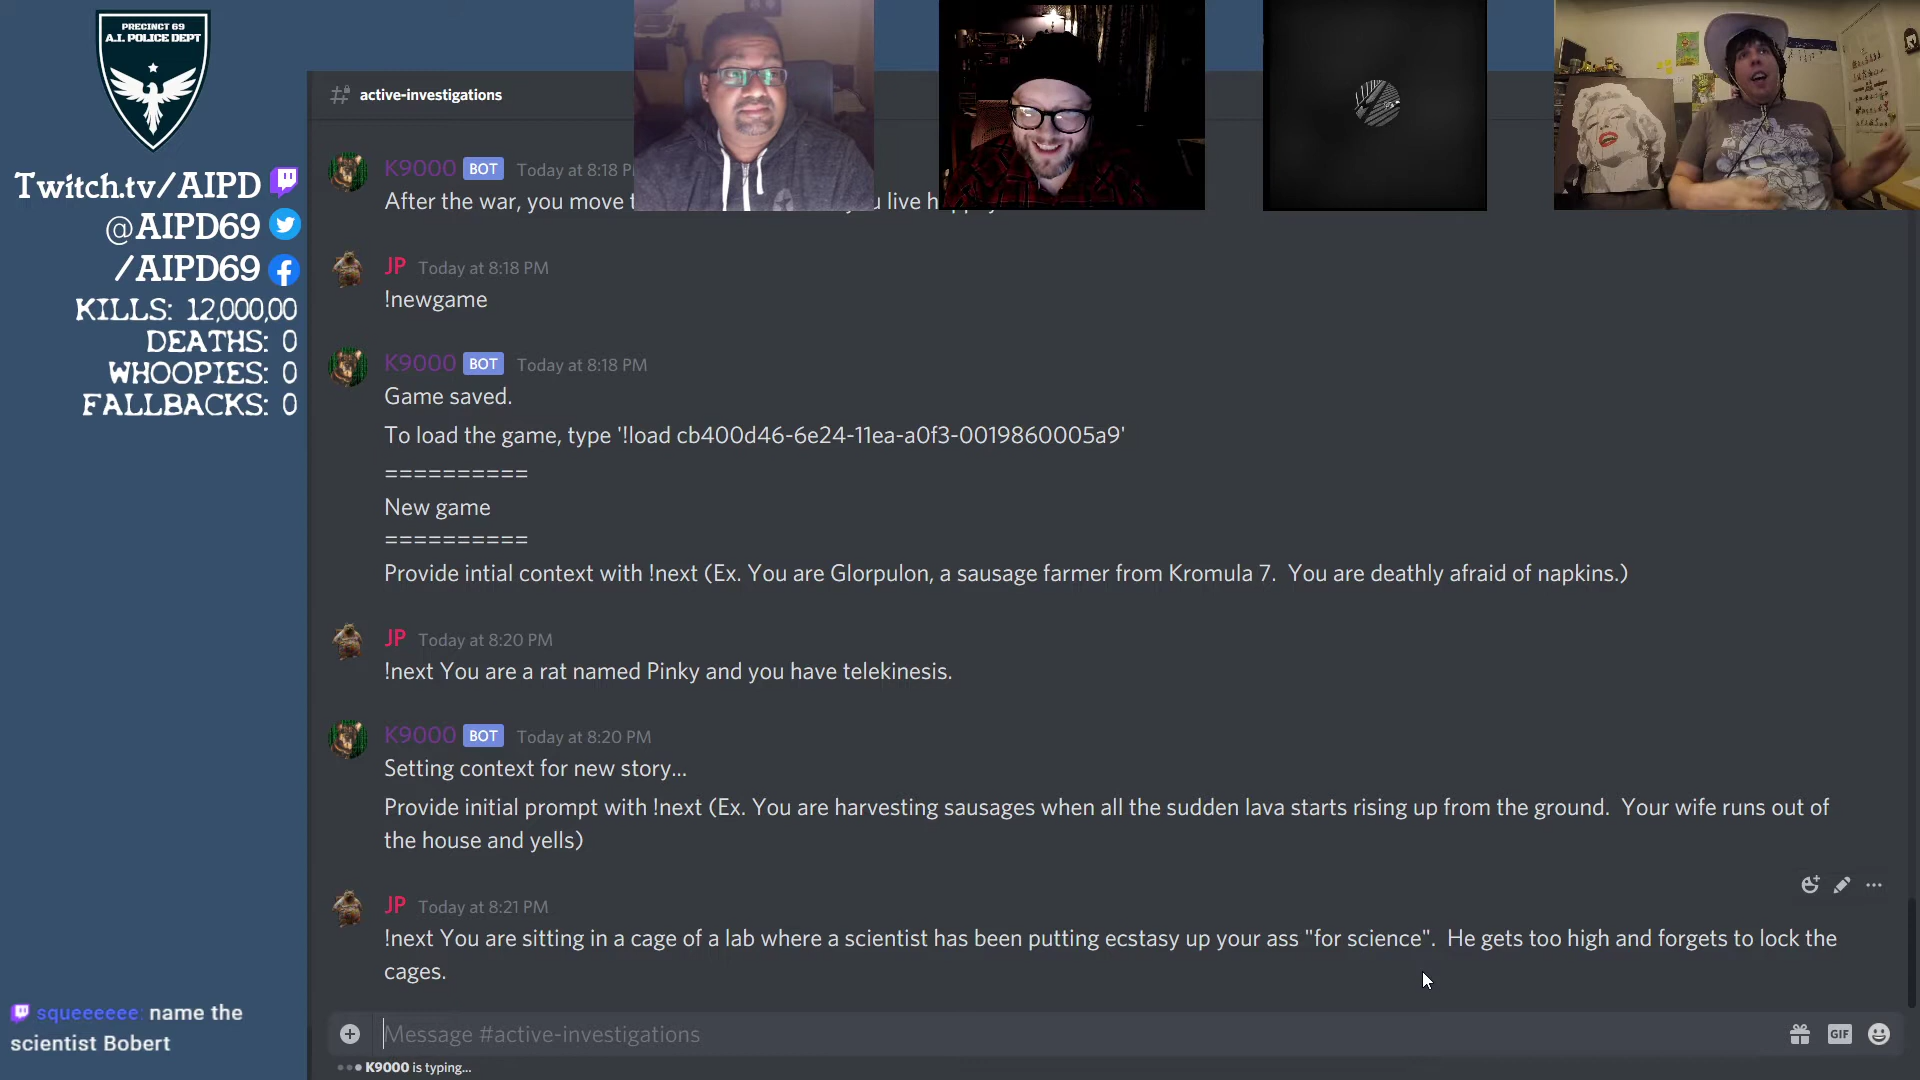 PRECINCT 69
A.I. POLICE DEPT
Twitch.tv/AIPD
@AIPD69
/AIPD69
KILLS: 12,000,00
DEATHS: 0
WHOOPIES: 0
FALLBACKS: 0
squeeeeee: name the
scientist Bobert
active-investigations
K9000 BOT Today at 8:18 P
After the war, you move live h
JP Today at 8:18 PM
!newgame
K9000 BOT Today at 8:18 PM
Game saved.
To load the game, type '!load cb400d46-6e24-11ea-a0f3-0019860005a9'
==========
New game
==========
Provide intial context with !next (Ex. You are Glorpulon, a sausage farmer from Kromula 7.  You are deathly afraid of napkins.)
JP Today at 8:20 PM
!next You are a rat named Pinky and you have telekinesis.
K9000 BOT Today at 8:20 PM
Setting context for new story...
Provide initial prompt with !next (Ex. You are harvesting sausages when all the sudden lava starts rising up from the ground.  Your wife runs out of
the house and yells)
JP Today at 8:21 PM
!next You are sitting in a cage of a lab where a scientist has been putting ecstasy up your ass "for science".  He gets too high and forgets to lock the
cages.
Message #active-investigations
GIF
K9000 is typing...